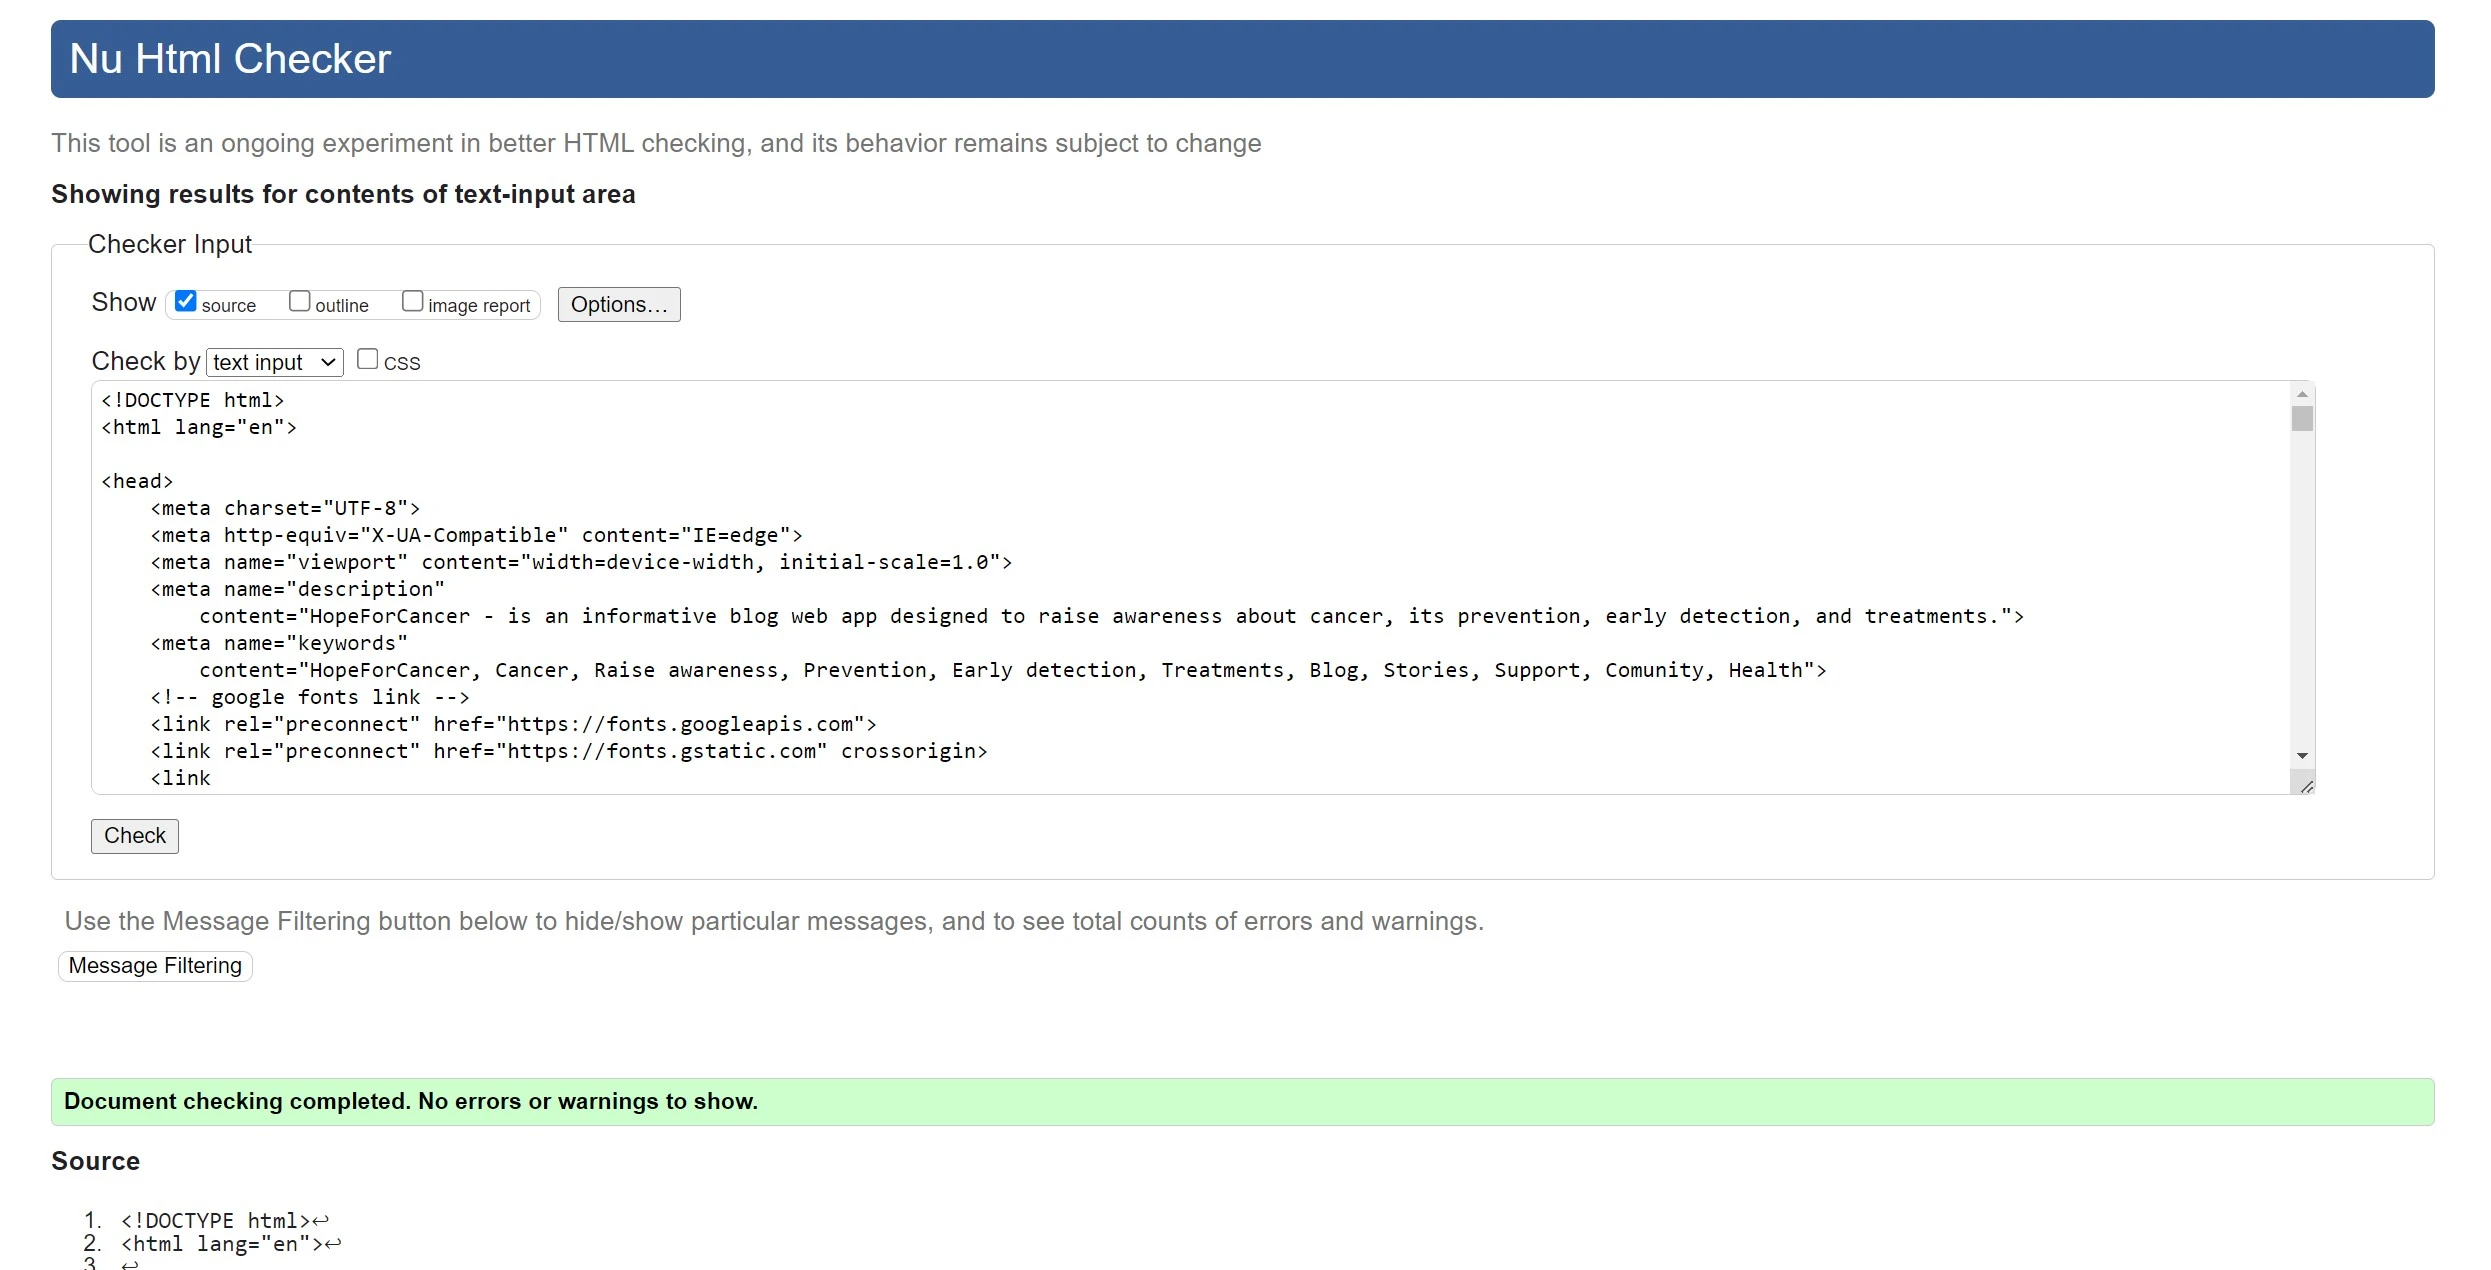 Nu Html Checker
This tool is an ongoing experiment in better HTML checking, and its behavior remains subject to change
Showing results for contents of text-input area
Checker Input
Show source outline image report Options...
Check by text input CSS
<!DOCTYPE html>
<html lang="en">
<head>
<meta charset="UTF-8">
<meta http-equiv="X-UA-Compatible" content="IE=edge">
<meta name="viewport" content="width=device-width, initial-scale=1.0">
<meta name="description"
content="HopeForCancer - is an informative blog web app designed to raise awareness about cancer, its prevention, early detection, and treatments.">
<meta name="keywords"
content="HopeForCancer, Cancer, Raise awareness, Prevention, Early detection, Treatments, Blog, Stories, Support, Comunity, Health">
<!-- google fonts link -->
<link rel="preconnect" href="https://fonts.googleapis.com">
<link rel="preconnect" href="https://fonts.gstatic.com" crossorigin>
<link
Check
Use the Message Filtering button below to hide/show particular messages, and to see total counts of errors and warnings.
Message Filtering
Document checking completed. No errors or warnings to show.
Source
1. <!DOCTYPE html>↩
2. <html lang="en">↩
3. ↩